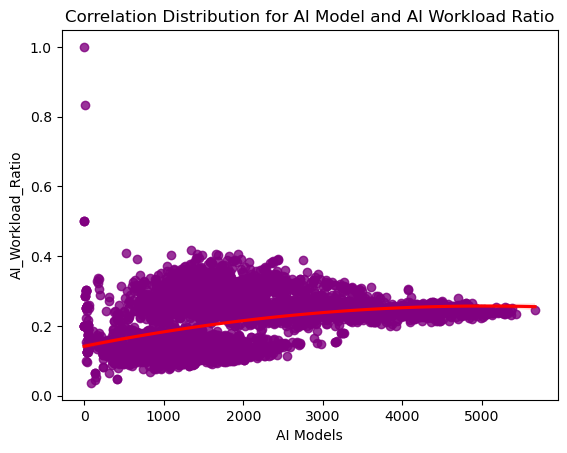 Correlation Distribution for AI Model and AI Workload Ratio
1.0
0.8
0.6
0.4
0.2
0.0
AI_Workload_Ratio
0 1000 2000 3000 4000 5000
AI Models